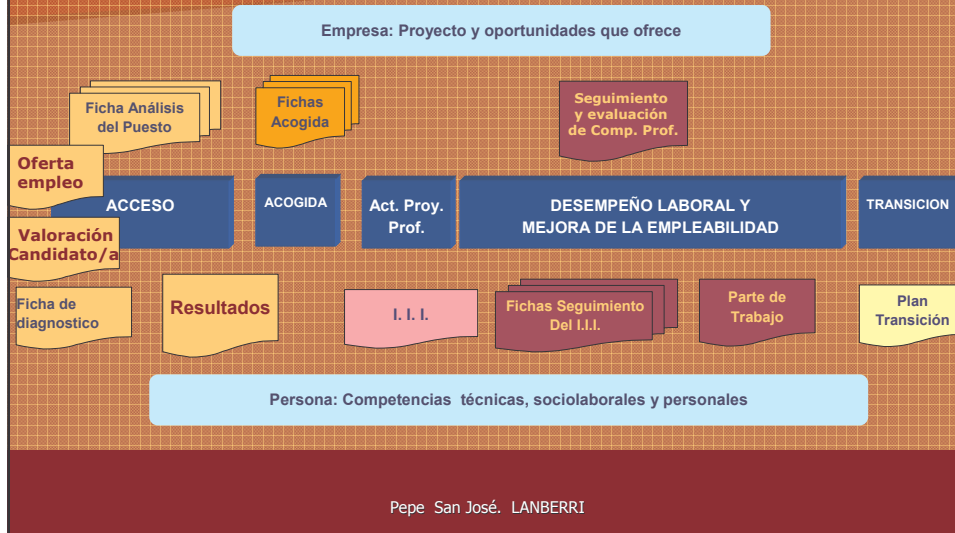 Empresa: Proyecto y oportunidades que ofrece
Ficha Análisis
del Puesto
Fichas
Acogida
Seguimiento
y evaluación
de Comp. Prof.
Oferta
empleo
ACCESO
ACOGIDA
Act. Proy.
Prof.
DESEMPEÑO LABORAL Y
MEJORA DE LA EMPLEABILIDAD
TRANSICION
Valoración
Candidato/a
Ficha de
diagnostico
Resultados
I. I. I.
Fichas Seguimiento
Del I.I.I.
Parte de
Trabajo
Plan
Transición
Persona: Competencias técnicas, sociolaborales y personales
Pepe San José. LANBERRI